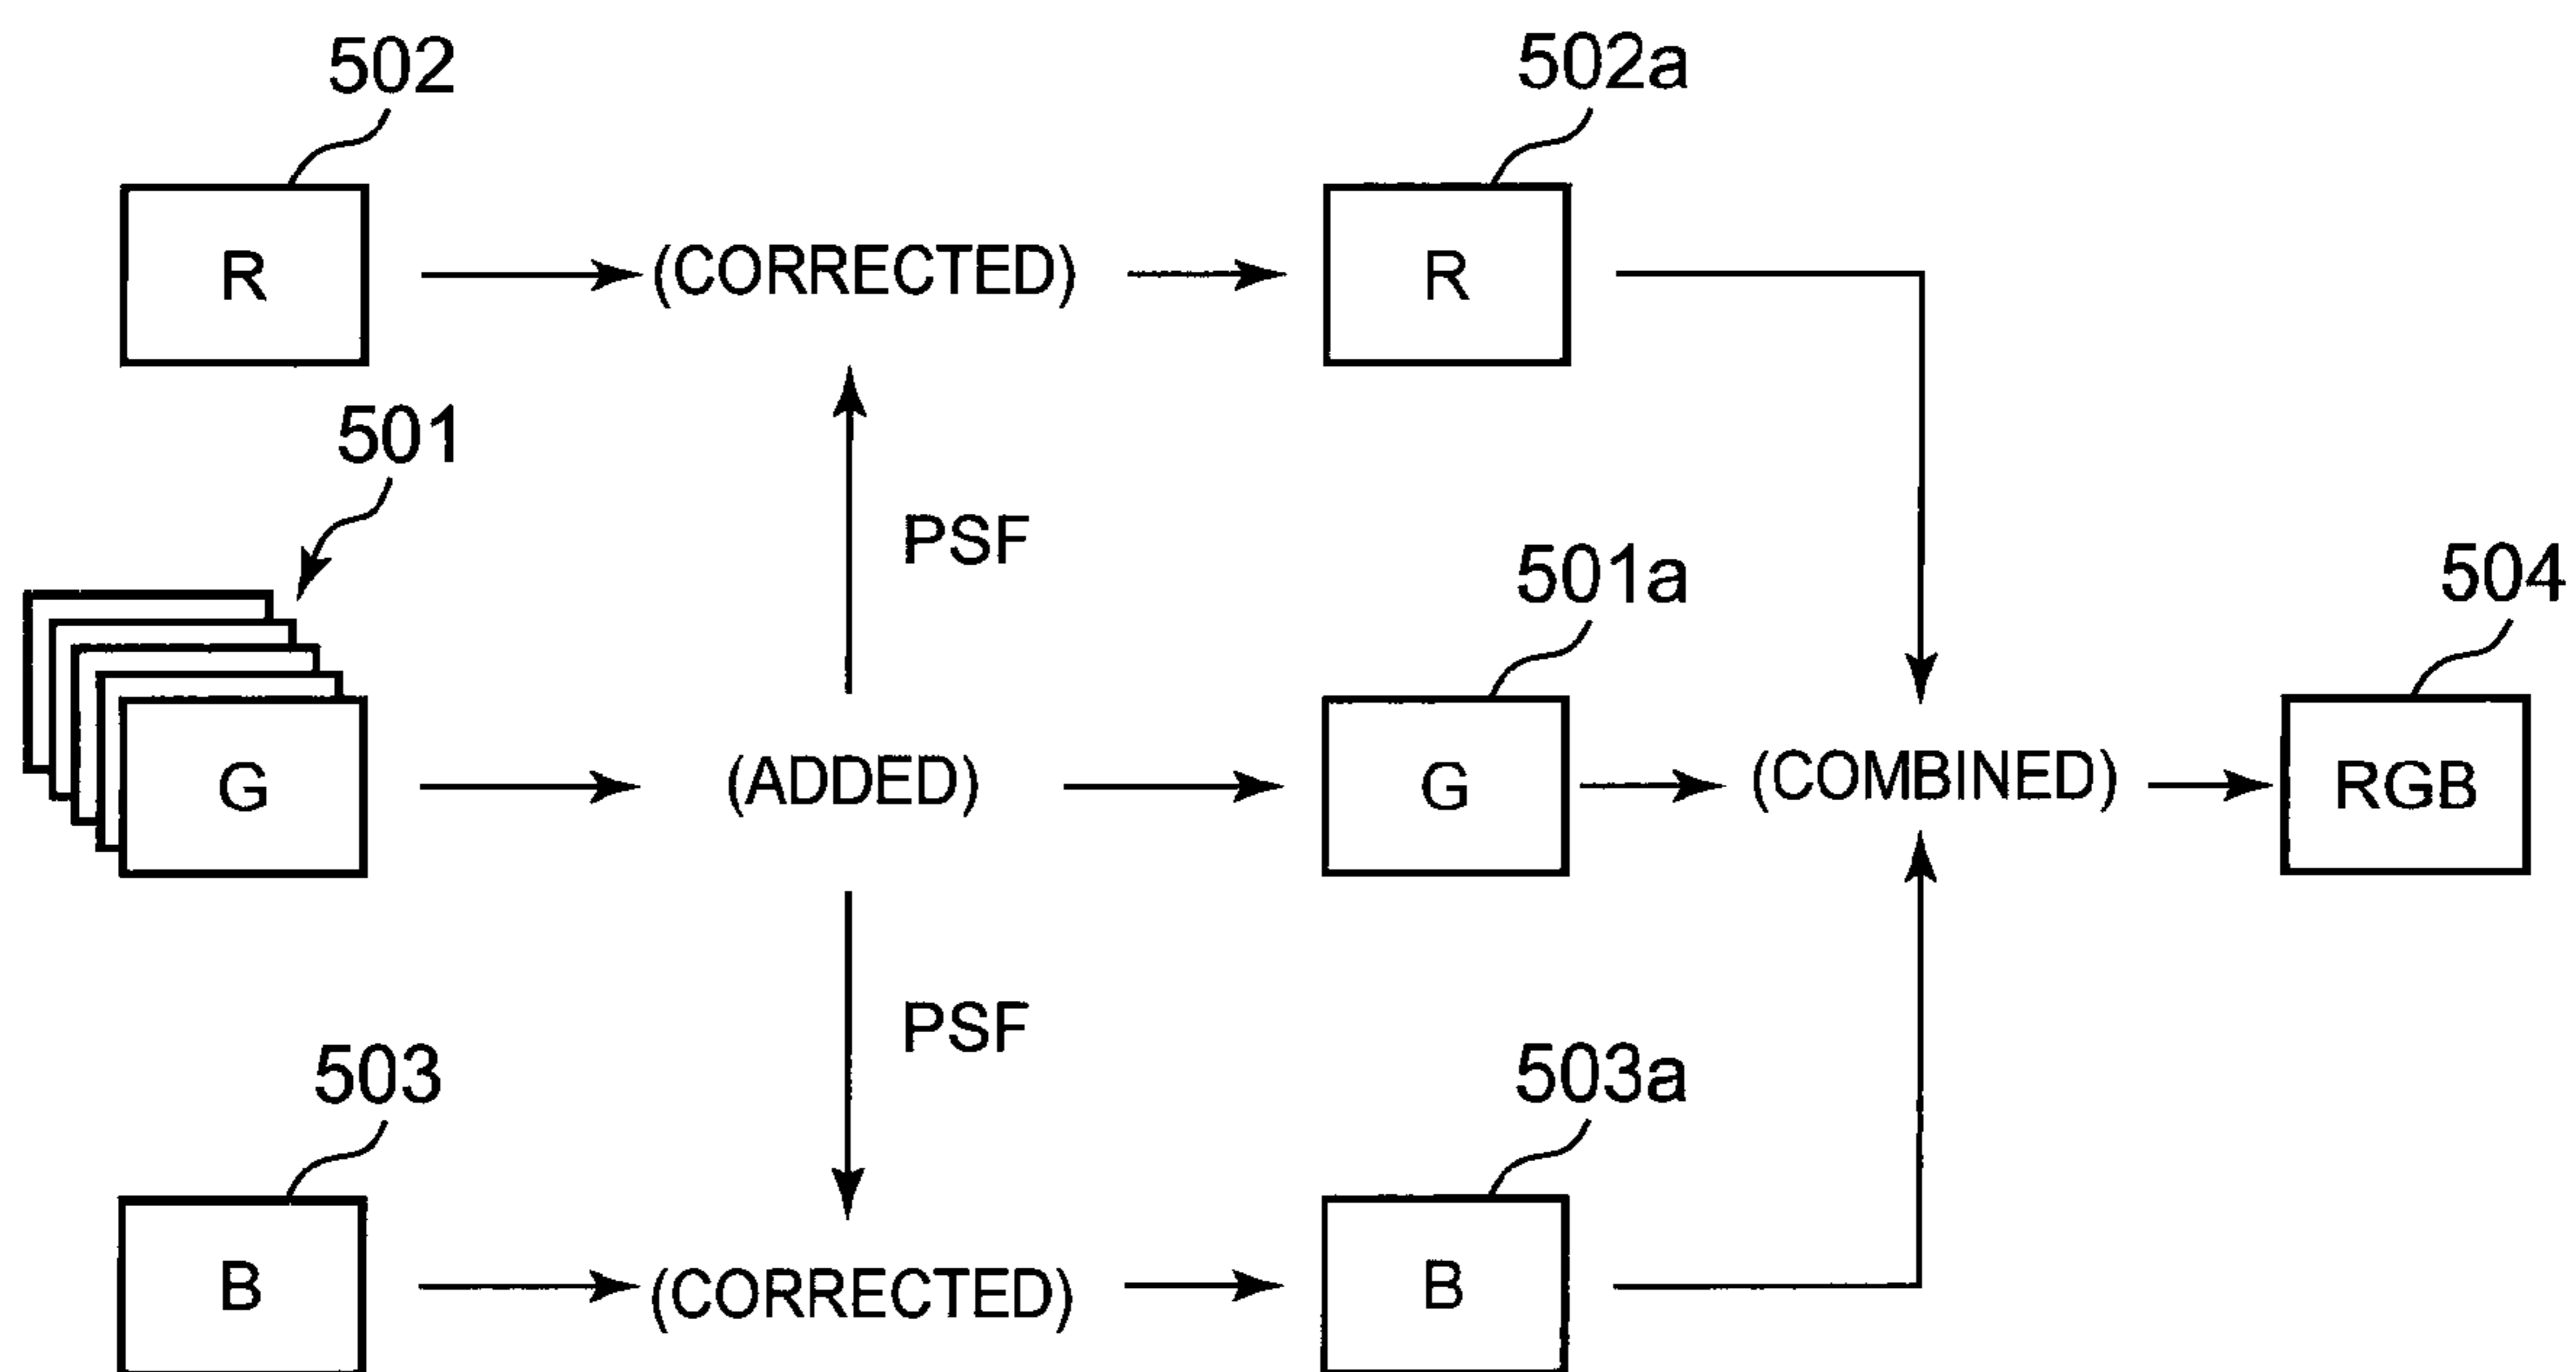 502
502a
R
(CORRECTED)
R
501
PSF
501a
504
G
(ADDED)
G
(COMBINED)
RGB
PSF
503
503a
B
(CORRECTED)
B